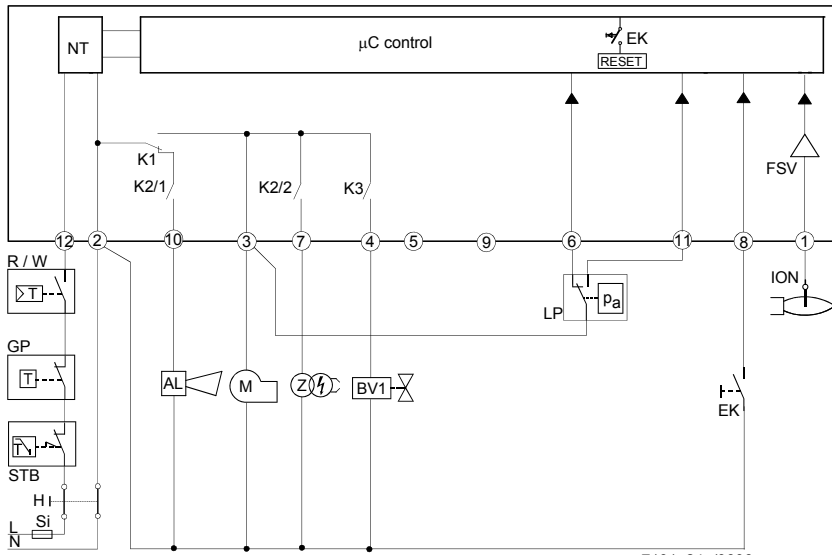 NT
µC control
EK
RESET
K1
K2/1
K2/2
K3
FSV
12
2
10
3
7
4
5
9
6
11
8
1
R / W
T
LP
pa
ION
GP
T
AL
M
Z
BV1
EK
T
STB
H
L
Si
N